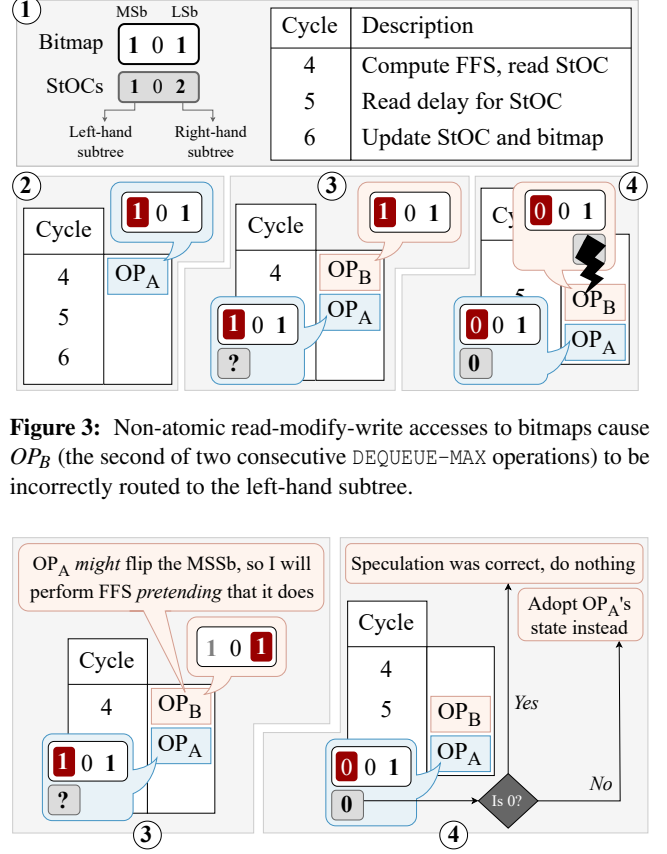 1
MSb LSb
Bitmap 1 0 1
StOCs 1 0 2
Left-hand subtree
Right-hand subtree
Cycle Description
4 Compute FFS, read StOC
5 Read delay for StOC
6 Update StOC and bitmap
2
1 0 1
Cycle
4 OPA
5
6
3
1 0 1
Cycle
4 OPB
OPA
1 0 1
?
4
0 0 1
Cy
5
OPB
0 0 1
OPA
0
Figure 3: Non-atomic read-modify-write accesses to bitmaps cause
OPB (the second of two consecutive DEQUEUE-MAX operations) to be
incorrectly routed to the left-hand subtree.
OPA might flip the MSSb, so I will
perform FFS pretending that it does
1 0 1
Cycle
4 OPB
OPA
1 0 1
?
3
Speculation was correct, do nothing
Adopt OPA's
state instead
Cycle
4
5 OPB
Yes
OPA
0 0 1
0
Is 0?
No
4